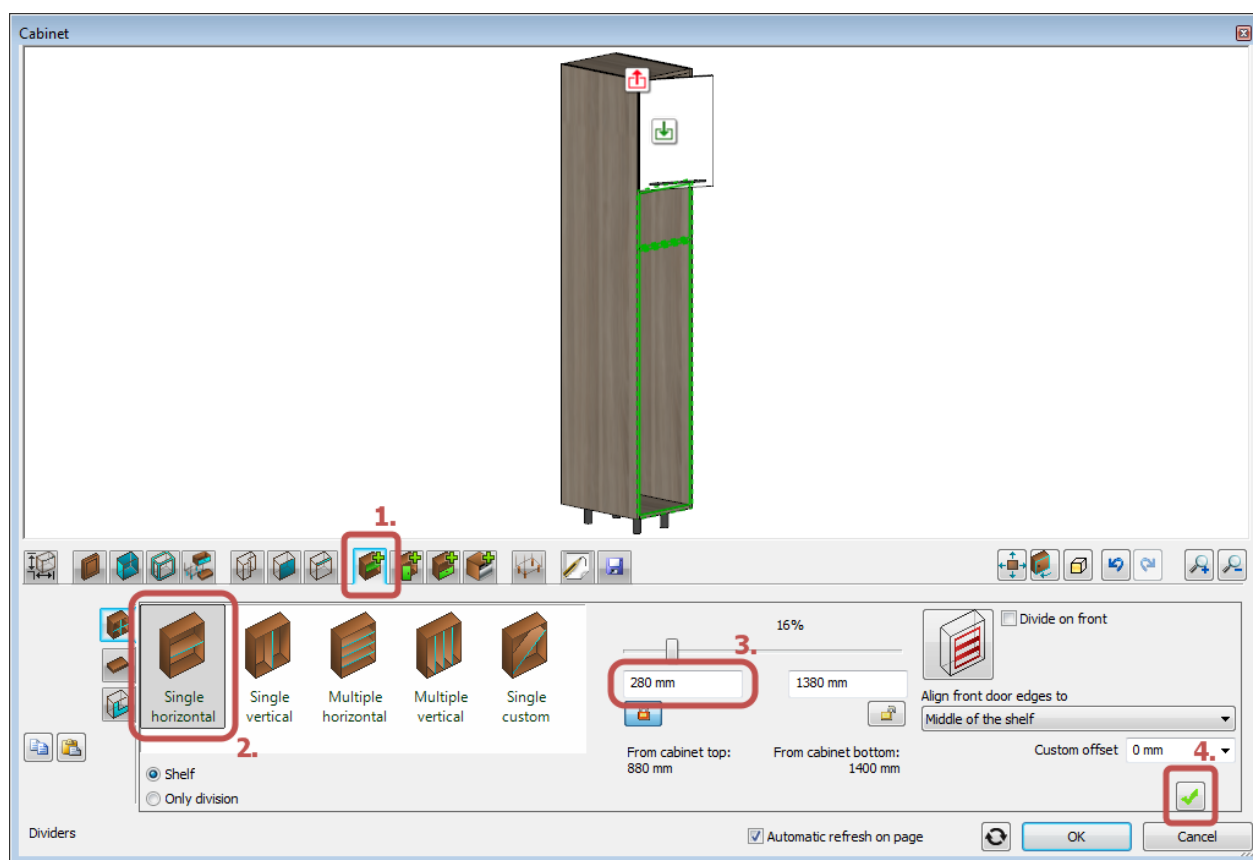 Cabinet
1.
16%
3.
280 mm
1380 mm
Divide on front
Single
horizontal
Single
vertical
Multiple
horizontal
Multiple
vertical
Single
custom
2.
Align front door edges to
Middle of the shelf
From cabinet top:
880 mm
From cabinet bottom:
1400 mm
Custom offset 0 mm
4.
Shelf
Only division
Dividers
Automatic refresh on page
OK
Cancel